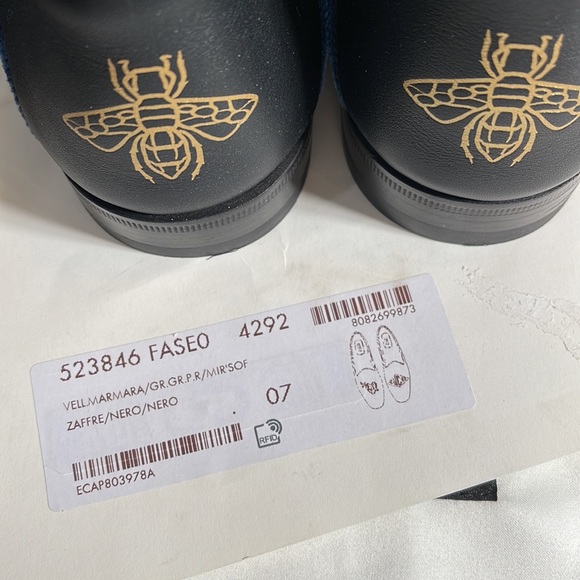 523846 FASE0 4292
8082699873
VELL.MARMARA/GR.GR.P.R/MIR'SOF
ZAFFRE/NERO/NERO 07
RFID
ECAP803978A